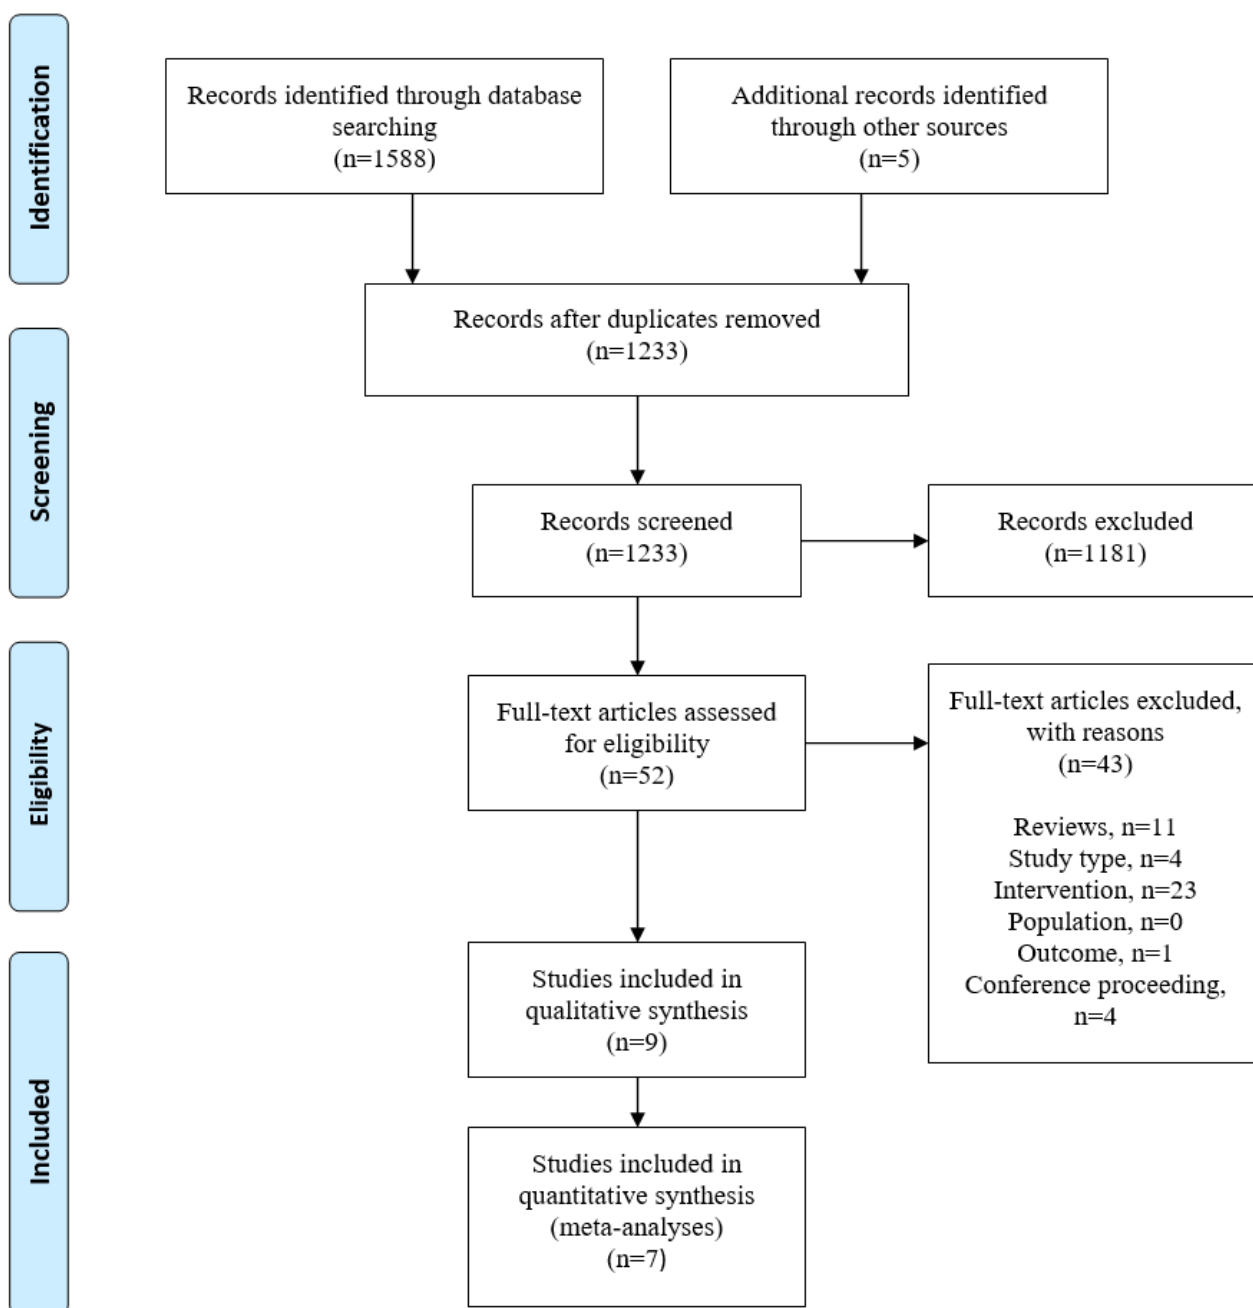 Identification
Records identified through database
searching
(n=1588)
Additional records identified
through other sources
(n=5)
Records after duplicates removed
(n=1233)
Screening
Records screened
(n=1233)
Records excluded
(n=1181)
Eligibility
Full-text articles assessed
for eligibility
(n=52)
Full-text articles excluded,
with reasons
(n=43)
Reviews, n=11
Study type, n=4
Intervention, n=23
Population, n=0
Outcome, n=1
Conference proceeding,
n=4
Included
Studies included in
qualitative synthesis
(n=9)
Studies included in
quantitative synthesis
(meta-analyses)
(n=7)